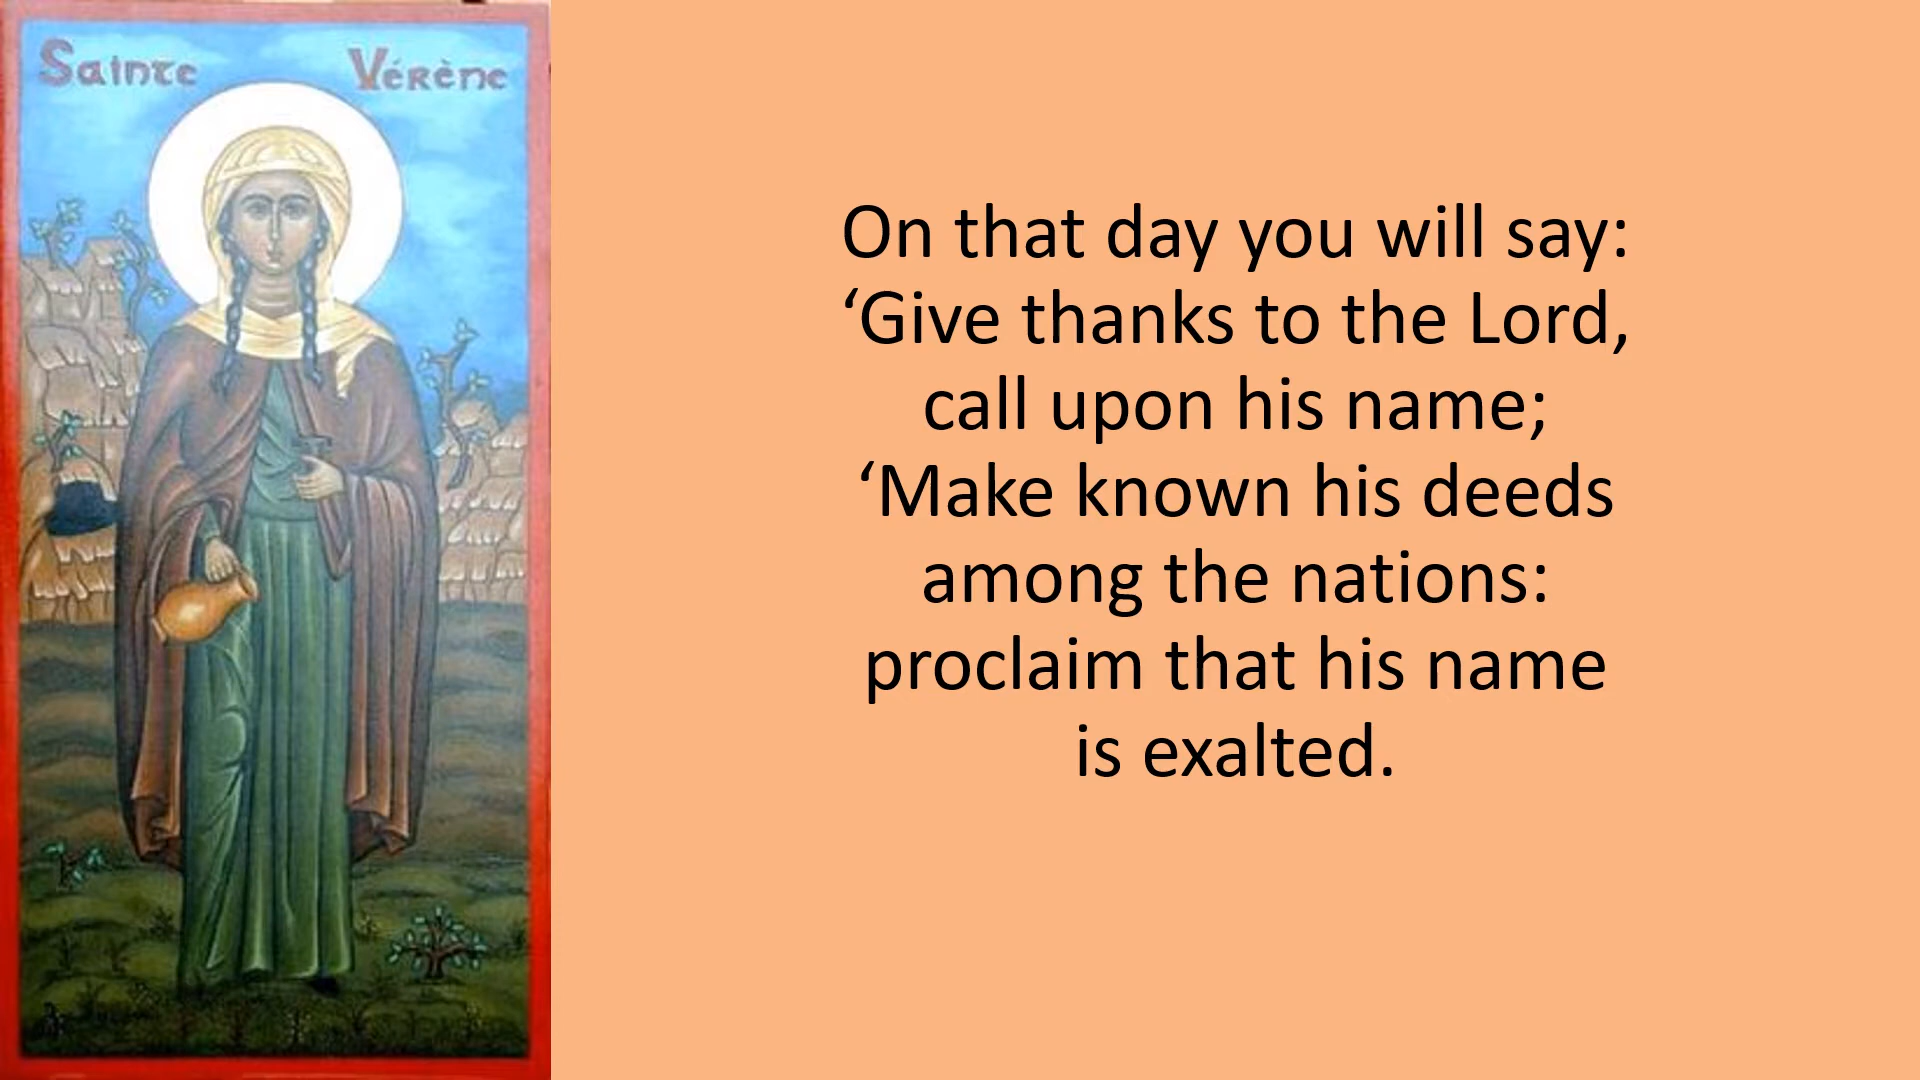 Sainte Vérène
On that day you will say:
‘Give thanks to the Lord,
call upon his name;
‘Make known his deeds
among the nations:
proclaim that his name
is exalted.